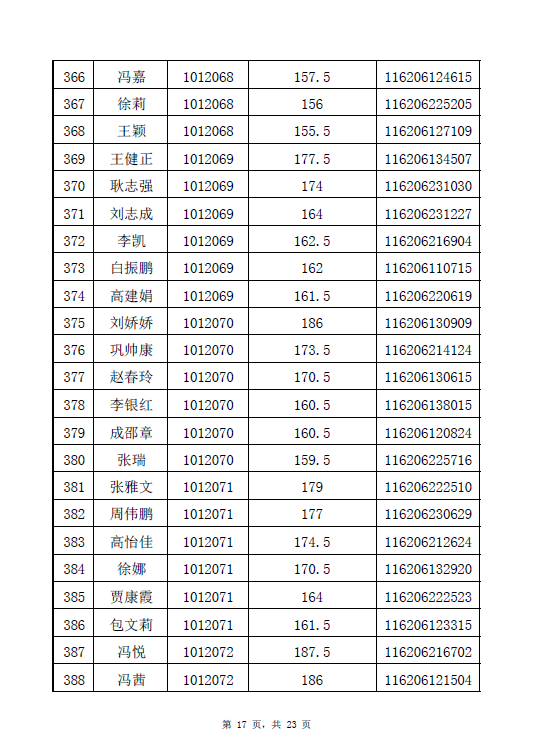 366 冯嘉 1012068 157.5 116206124615
367 徐莉 1012068 156 116206225205
368 王颖 1012068 155.5 116206127109
369 王健正 1012069 177.5 116206134507
370 耿志强 1012069 174 116206231030
371 刘志成 1012069 164 116206231227
372 李凯 1012069 162.5 116206216904
373 白振鹏 1012069 162 116206110715
374 高建娟 1012069 161.5 116206220619
375 刘娇娇 1012070 186 116206130909
376 巩帅康 1012070 173.5 116206214124
377 赵春玲 1012070 170.5 116206130615
378 李银红 1012070 160.5 116206138015
379 成邵章 1012070 160.5 116206120824
380 张瑞 1012070 159.5 116206225716
381 张雅文 1012071 179 116206222510
382 周伟鹏 1012071 177 116206230629
383 高怡佳 1012071 174.5 116206212624
384 徐娜 1012071 170.5 116206132920
385 贾康霞 1012071 164 116206222523
386 包文莉 1012071 161.5 116206123315
387 冯悦 1012072 187.5 116206216702
388 冯茜 1012072 186 116206121504
第 17 页，共 23 页